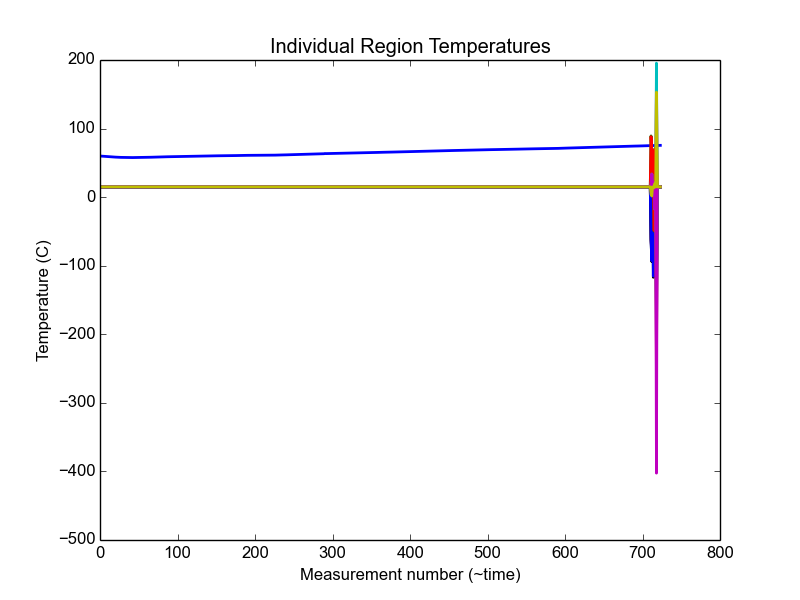 Individual Region Temperatures
200
100
0
−100
−200
−300
−400
−500
Temperature (C)
0 100 200 300 400 500 600 700 800
Measurement number (~time)